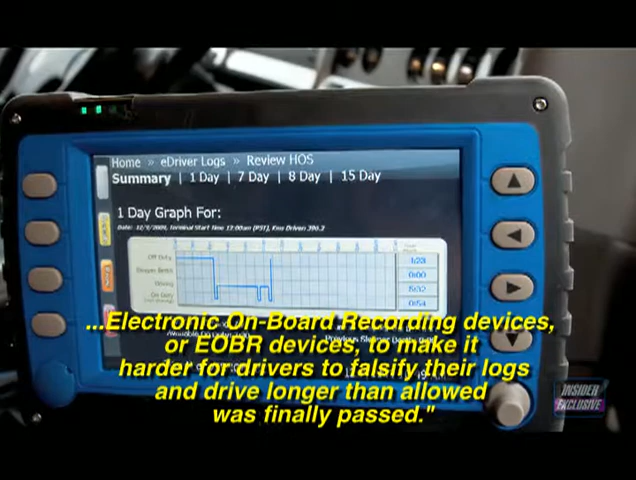 Home » eDriver Logs » Review HOS
Summary | 1 Day | 7 Day | 8 Day | 15 Day
1 Day Graph For:
Off Duty
Sleeper Berth
Driving
On Duty
0:00
...Electronic On-Board Recording devices,
or EOBR devices, to make it
harder for drivers to falsify their logs
and drive longer than allowed
was finally passed."
INSIDER
EXCLUSIVE